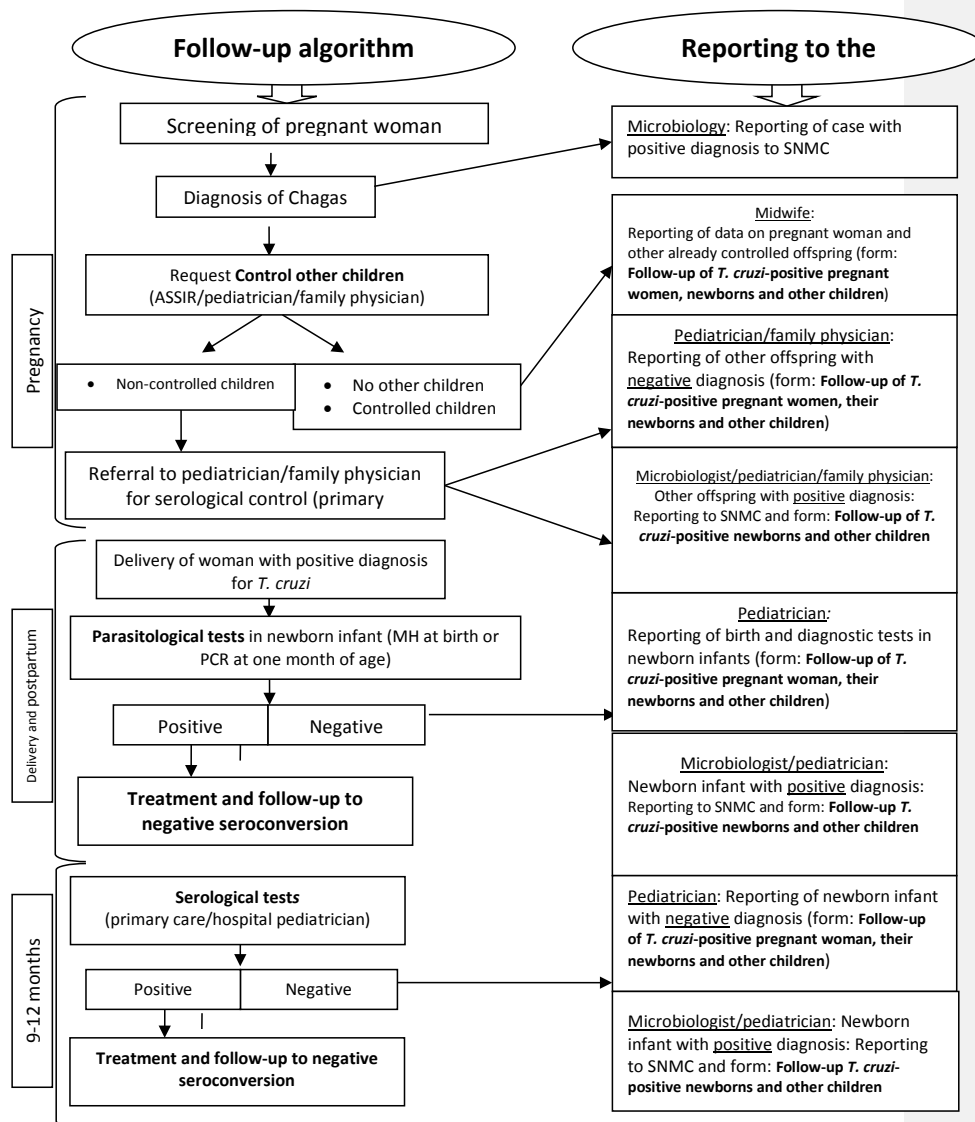 Follow-up algorithm
Reporting to the
Pregnancy
Screening of pregnant woman
Diagnosis of Chagas
Request Control other children
(ASSIR/pediatrician/family physician)
• Non-controlled children
• No other children
• Controlled children
Referral to pediatrician/family physician
for serological control (primary
Microbiology: Reporting of case with
positive diagnosis to SNMC
Midwife:
Reporting of data on pregnant woman and
other already controlled offspring (form:
Follow-up of T. cruzi-positive pregnant
women, newborns and other children)
Pediatrician/family physician:
Reporting of other offspring with
negative diagnosis (form: Follow-up of T.
cruzi-positive pregnant women, their
newborns and other children)
Microbiologist/pediatrician/family physician:
Other offspring with positive diagnosis:
Reporting to SNMC and form: Follow-up of T.
cruzi-positive newborns and other children
Delivery and postpartum
Delivery of woman with positive diagnosis
for T. cruzi
Parasitological tests in newborn infant (MH at birth or
PCR at one month of age)
Positive
Negative
Treatment and follow-up to
negative seroconversion
Pediatrician:
Reporting of birth and diagnostic tests in
newborn infants (form: Follow-up of T.
cruzi-positive pregnant woman, their
newborns and other children)
Microbiologist/pediatrician:
Newborn infant with positive diagnosis:
Reporting to SNMC and form: Follow-up T.
cruzi-positive newborns and other children
9-12 months
Serological tests
(primary care/hospital pediatrician)
Positive
Negative
Treatment and follow-up to negative
seroconversion
Pediatrician: Reporting of newborn infant
with negative diagnosis (form: Follow-up
of T. cruzi-positive pregnant woman, their
newborns and other children)
Microbiologist/pediatrician: Newborn
infant with positive diagnosis: Reporting
to SNMC and form: Follow-up T. cruzi-
positive newborns and other children